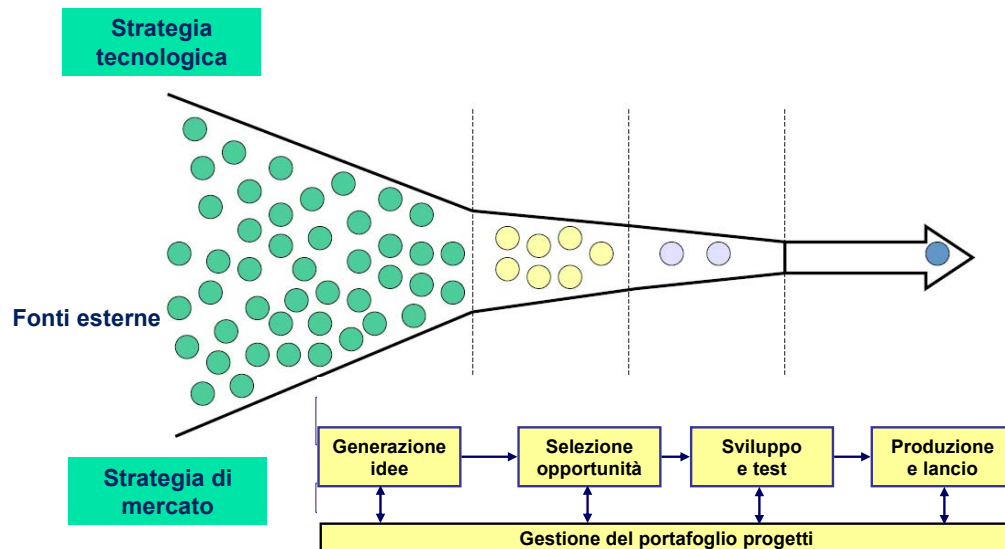 Strategia
tecnologica
Fonti esterne
Strategia di
mercato
Generazione
idee
Selezione
opportunità
Sviluppo
e test
Produzione
e lancio
Gestione del portafoglio progetti